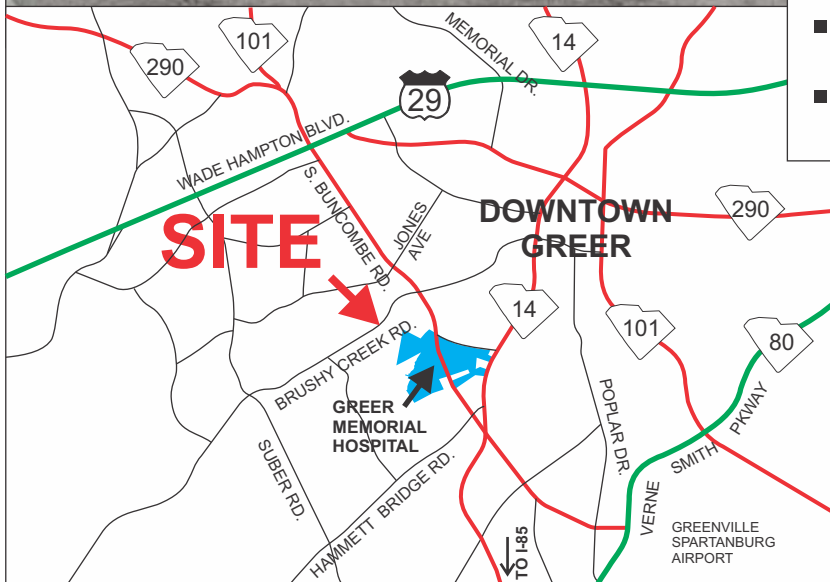 MEMORIAL DR.
101
14
290
29
WADE HAMPTON BLVD.
S. BUNCOMBE RD.
JONES
AVE
DOWNTOWN
GREER
290
SITE
14
101
80
BRUSHY CREEK RD.
GREER
MEMORIAL
HOSPITAL
POPLAR DR.
VERNE
SMITH
PKWAY
SUBER RD.
HAMMETT BRIDGE RD.
TO I-85
GREENVILLE
SPARTANBURG
AIRPORT